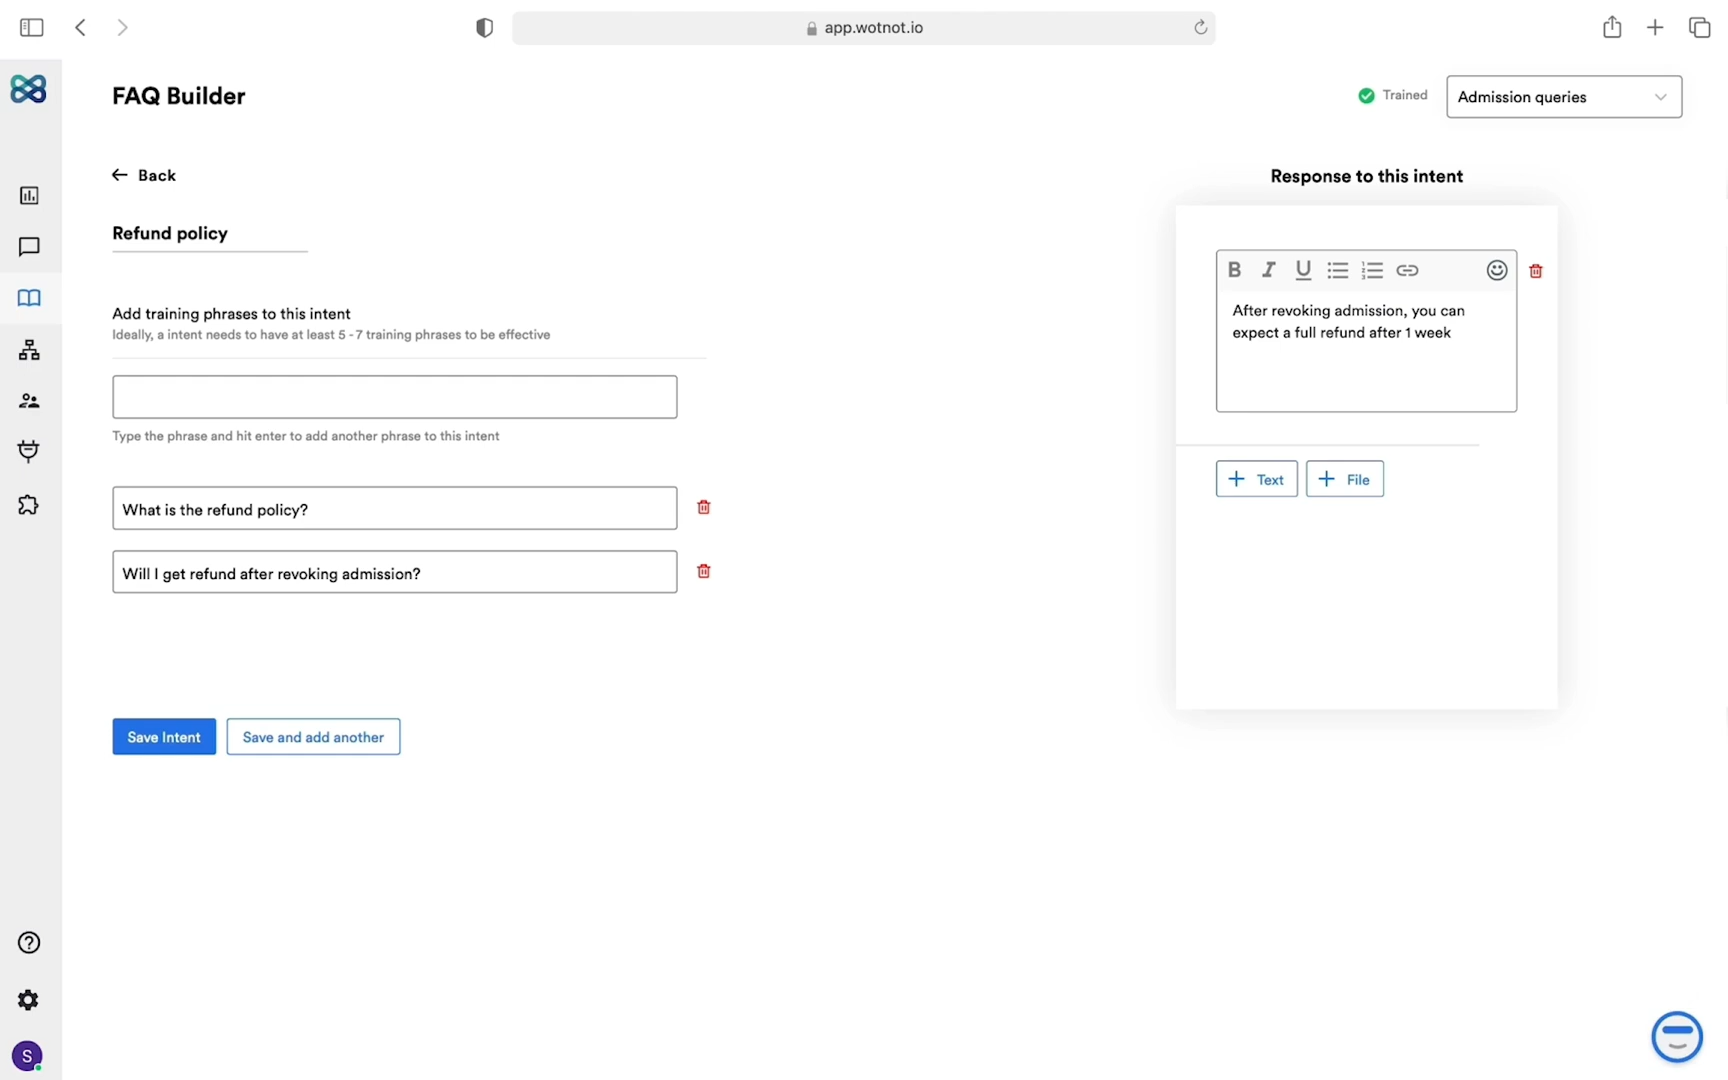 app.wotnot.io
FAQ Builder
Trained
Admission queries
Back
Response to this intent
Refund policy
Add training phrases to this intent
Ideally, a intent needs to have at least 5 - 7 training phrases to be effective
After revoking admission, you can
expect a full refund after 1 week
Type the phrase and hit enter to add another phrase to this intent
Text
File
What is the refund policy?
Will I get refund after revoking admission?
Save Intent
Save and add another
S